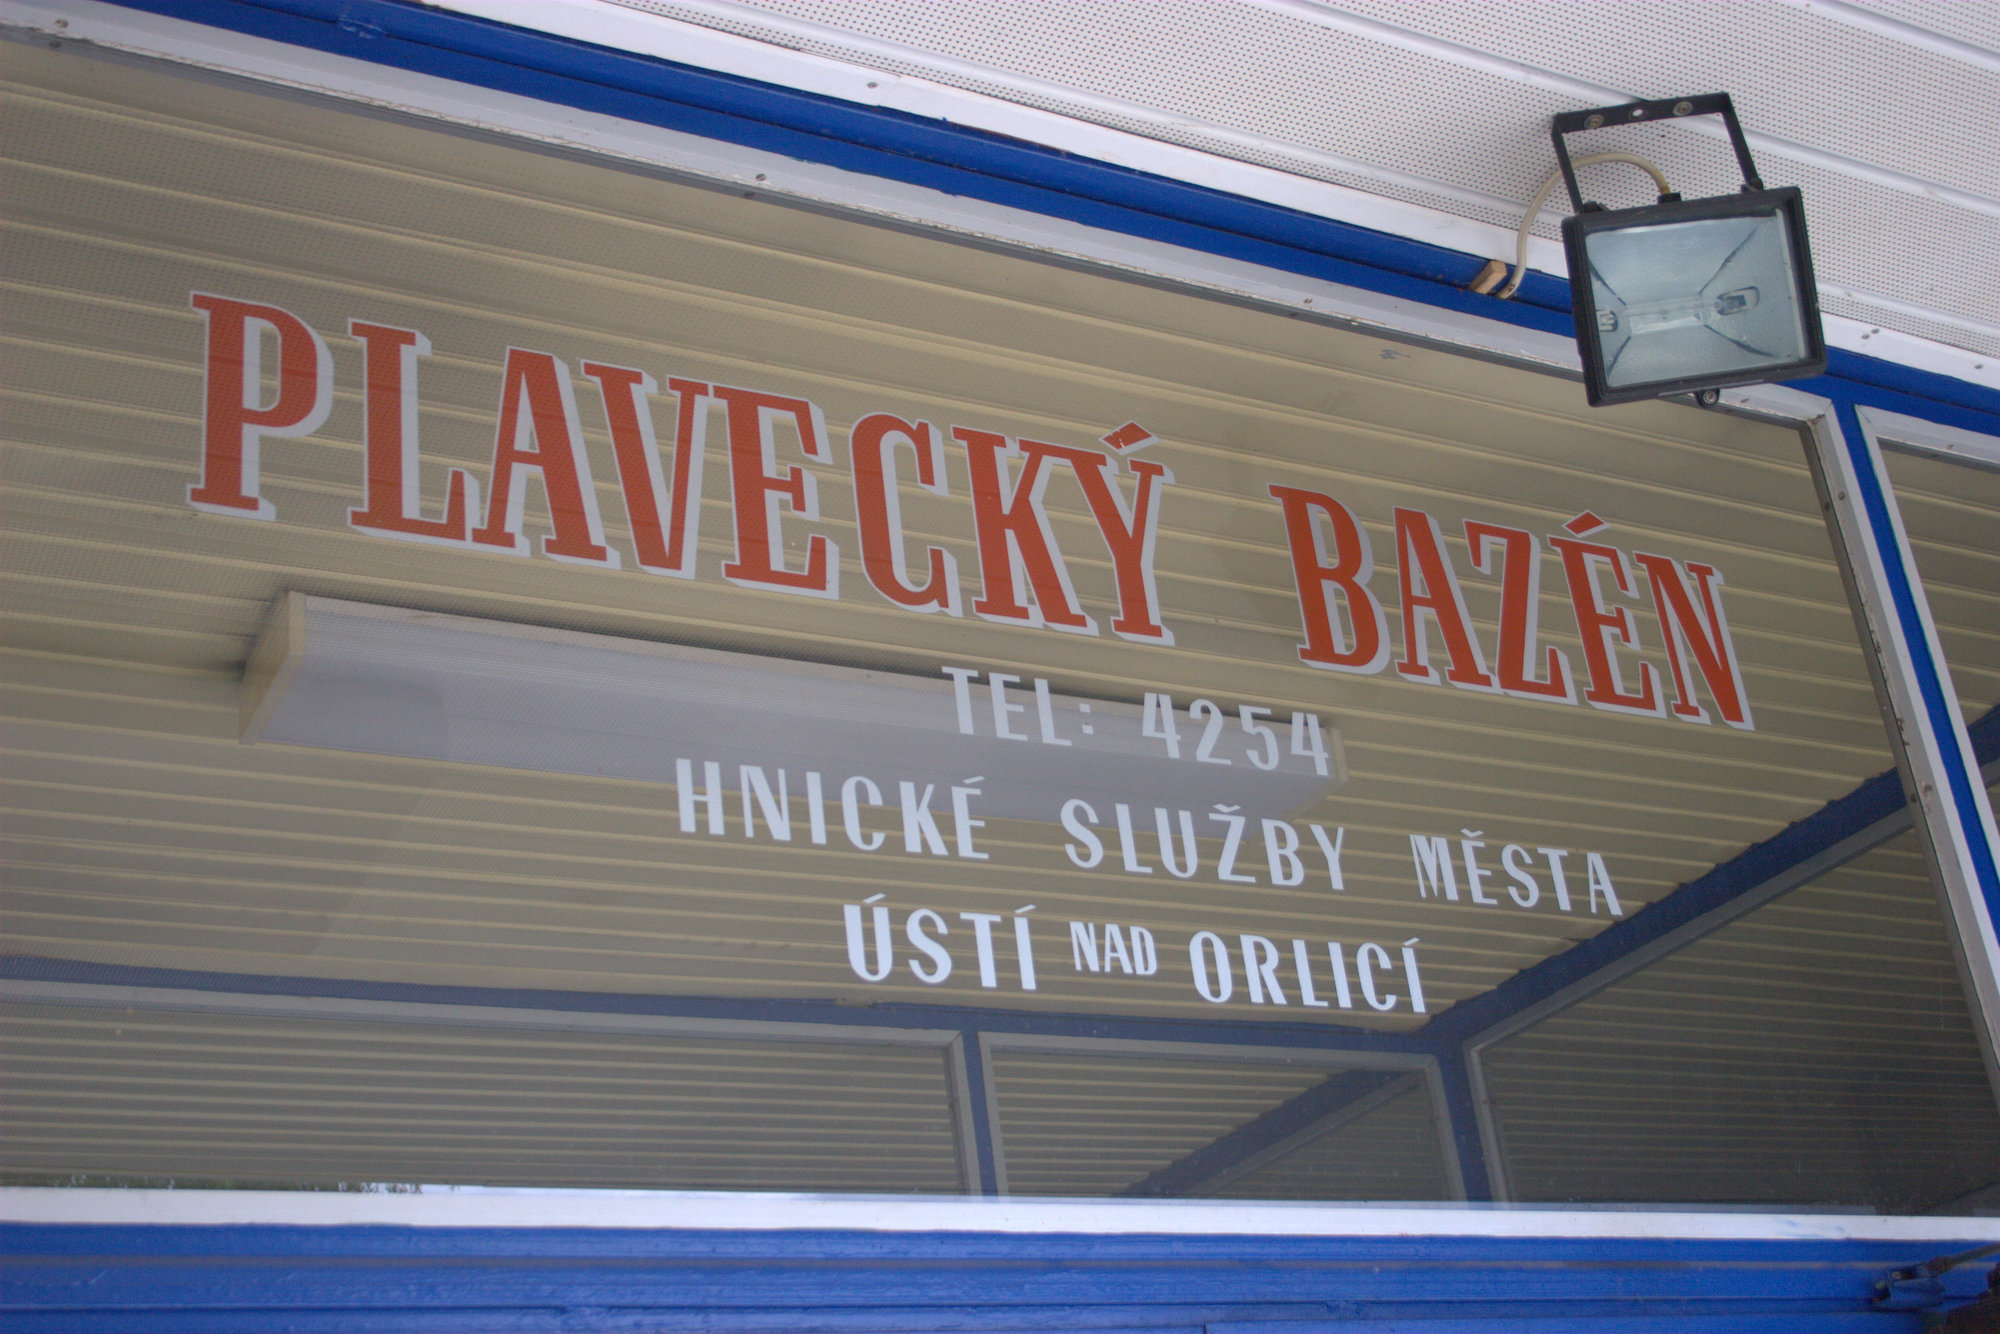 PLAVECKÝ BAZÉN
TEL: 4254
HNICKÉ SLUŽBY MĚSTA
ÚSTÍ NAD ORLICÍ